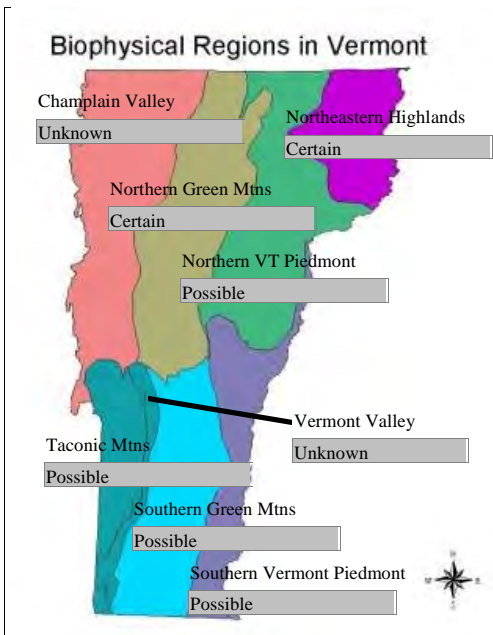 Biophysical Regions in Vermont
Champlain Valley
Unknown
Northeastern Highlands
Certain
Northern Green Mtns
Certain
Northern VT Piedmont
Possible
Vermont Valley
Unknown
Taconic Mtns
Possible
Southern Green Mtns
Possible
Southern Vermont Piedmont
Possible